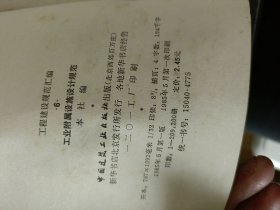 工程建设规范汇编
·6·
工业附属设施设计规范
本社编
*
中国建筑工业出版社出版(北京西郊百万庄)
新华书店北京发行所发行 各地新华书店经售
一二〇一工厂印刷
*
开本:787×1092毫米 1/32 印张:8¼ 插页:4 字数:234千字
1985年5月第一版 1985年5月第一次印刷
印数:1—209,200册 定价:2.45元
统一书号:15040·4775